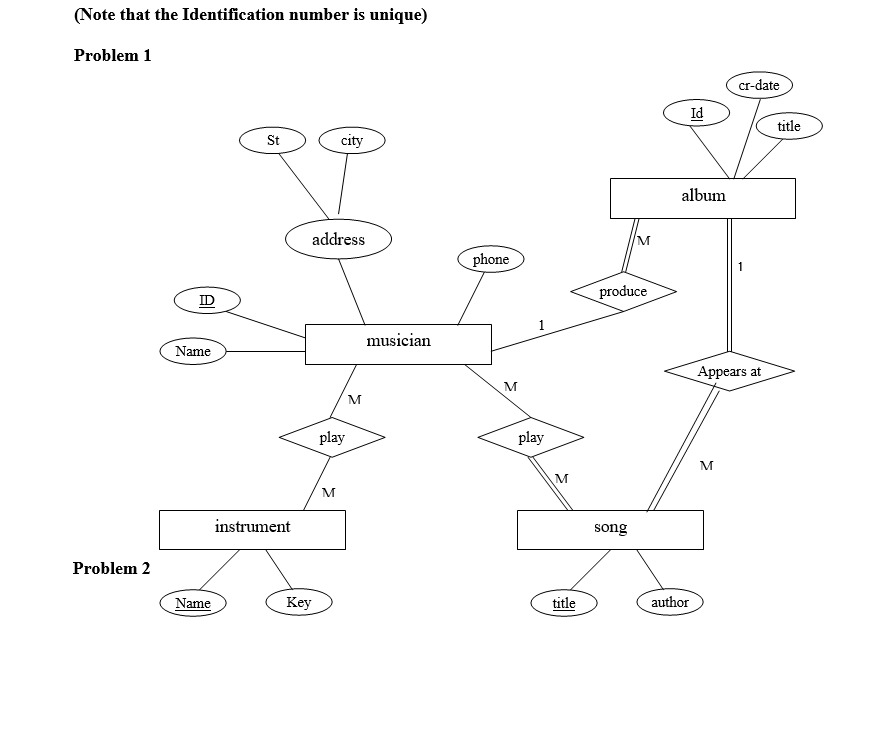 (Note that the Identification number is unique)
Problem 1
cr-date
Id
title
St
city
album
address
M
phone
1
produce
ID
1
musician
Name
Appears at
M
M
play
play
M
M
M
instrument
song
Problem 2
Name
Key
title
author